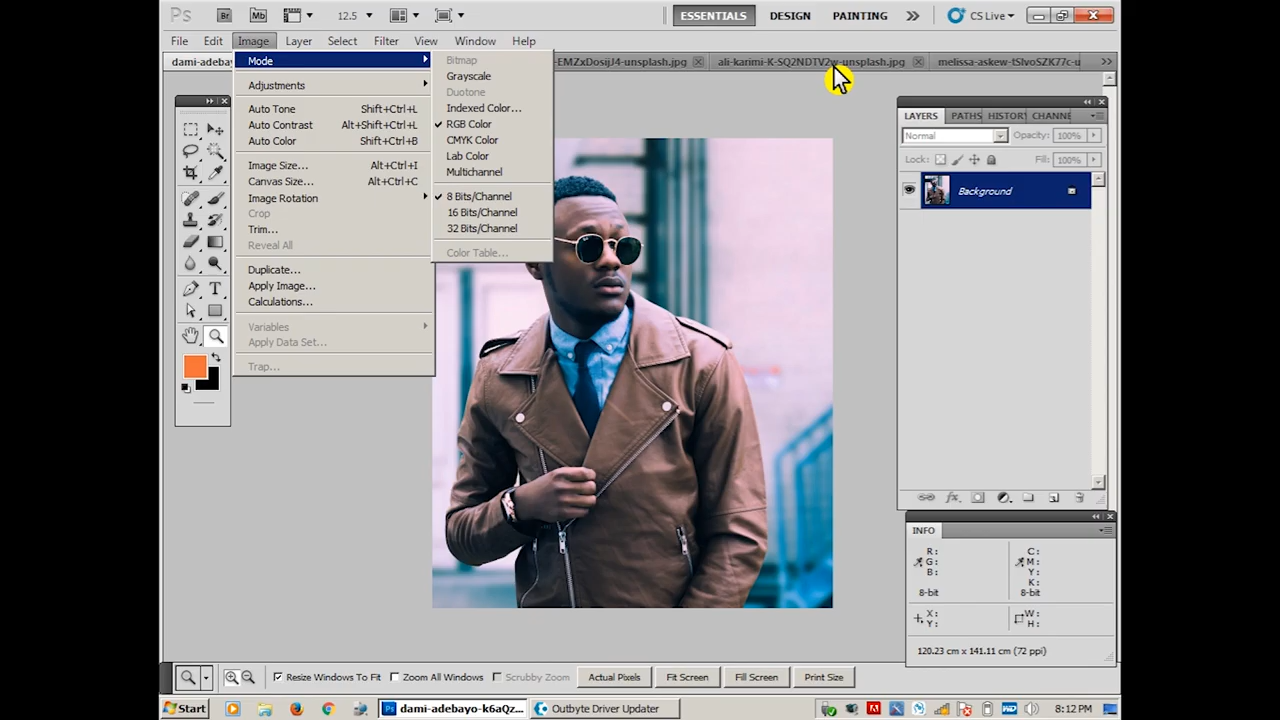 Ps Br Mb 12.5 ESSENTIALS DESIGN PAINTING CS Live
File Edit Image Layer Select Filter View Window Help
dami-adebay -EMZxDosijJ4-unsplash.jpg ali-karimi-K-SQ2NDTV2w-unsplash.jpg melissa-askew-tSlvoSZK77c-u
Mode
Adjustments
Auto Tone Shift+Ctrl+L
Auto Contrast Alt+Shift+Ctrl+L
Auto Color Shift+Ctrl+B
Image Size... Alt+Ctrl+I
Canvas Size... Alt+Ctrl+C
Image Rotation
Crop
Trim...
Reveal All
Duplicate...
Apply Image...
Calculations...
Variables
Apply Data Set...
Trap...
Bitmap
Grayscale
Duotone
Indexed Color...
RGB Color
CMYK Color
Lab Color
Multichannel
8 Bits/Channel
16 Bits/Channel
32 Bits/Channel
Color Table...
LAYERS PATHS HISTOR CHANNE
Normal Opacity: 100%
Lock: Fill: 100%
Background
INFO
R: C:
G: M:
B: Y:
K:
8-bit 8-bit
X: W:
Y: H:
120.23 cm x 141.11 cm (72 ppi)
Resize Windows To Fit Zoom All Windows Scrubby Zoom Actual Pixels Fit Screen Fill Screen Print Size
Start Ps dami-adebayo-k6aQz... Outbyte Driver Updater 8:12 PM